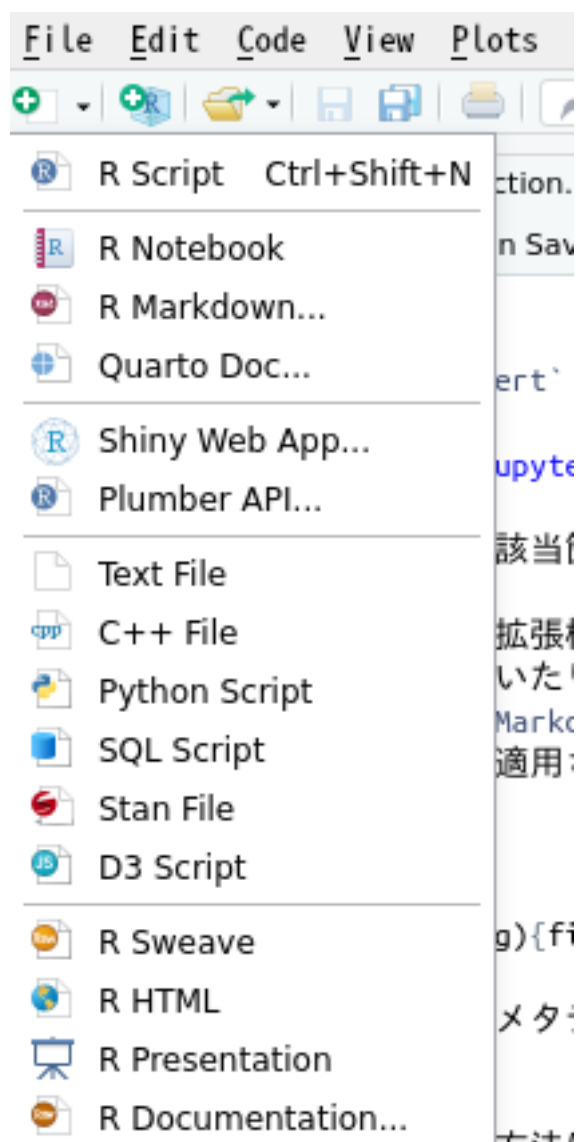 File Edit Code View Plots
R Script Ctrl+Shift+N
ction.
R Notebook
n Sav
R Markdown...
Quarto Doc...
ert`
Shiny Web App...
upyte
Plumber API...
該当
Text File
C++ File
拡張
いた
Python Script
Markd
SQL Script
適用
Stan File
D3 Script
R Sweave
g){fi
R HTML
メタ
R Presentation
R Documentation...